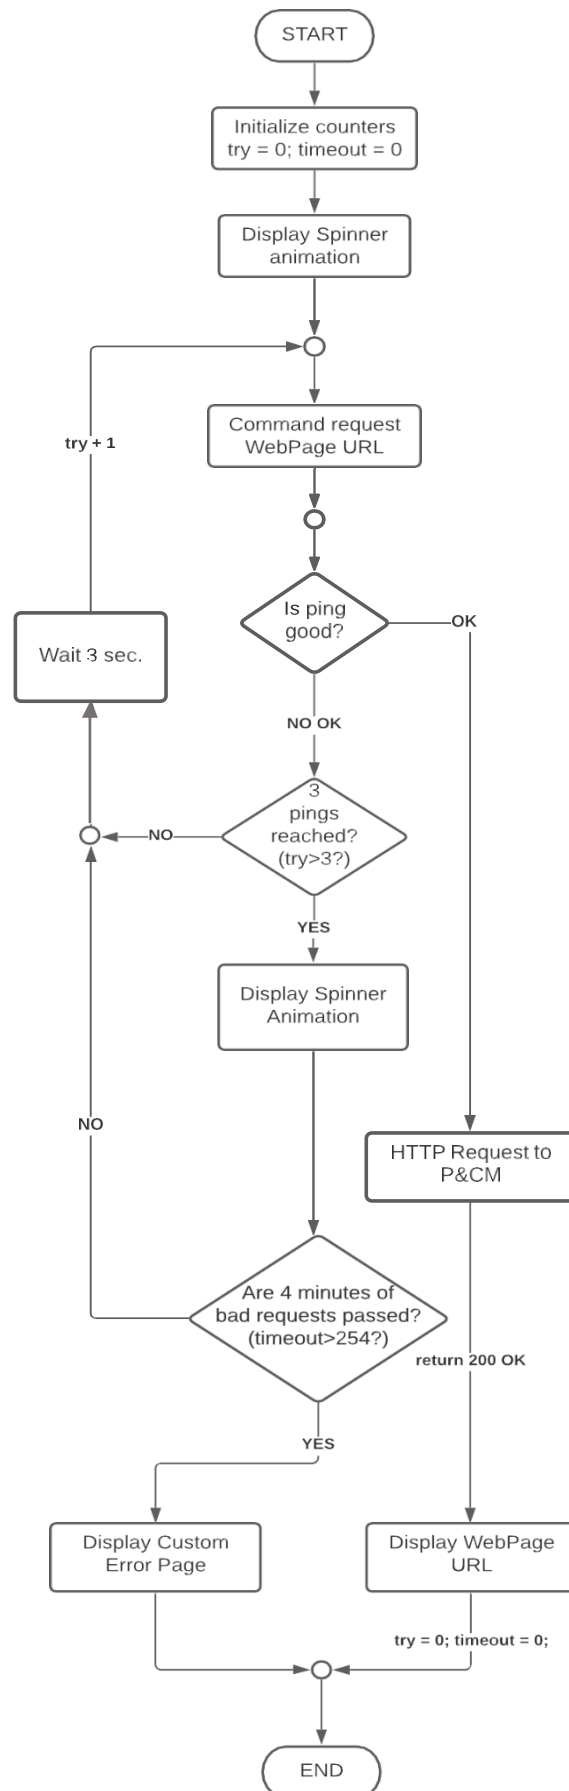 START
Initialize counters
try = 0; timeout = 0
Display Spinner
animation
try + 1
Command request
WebPage URL
Is ping
good?
OK
Wait 3 sec.
NO OK
3
pings
reached?
(try>3?)
NO
YES
Display Spinner
Animation
NO
HTTP Request to
P&CM
Are 4 minutes of
bad requests passed?
(timeout>254?)
return 200 OK
YES
Display Custom
Error Page
Display WebPage
URL
try = 0; timeout = 0;
END